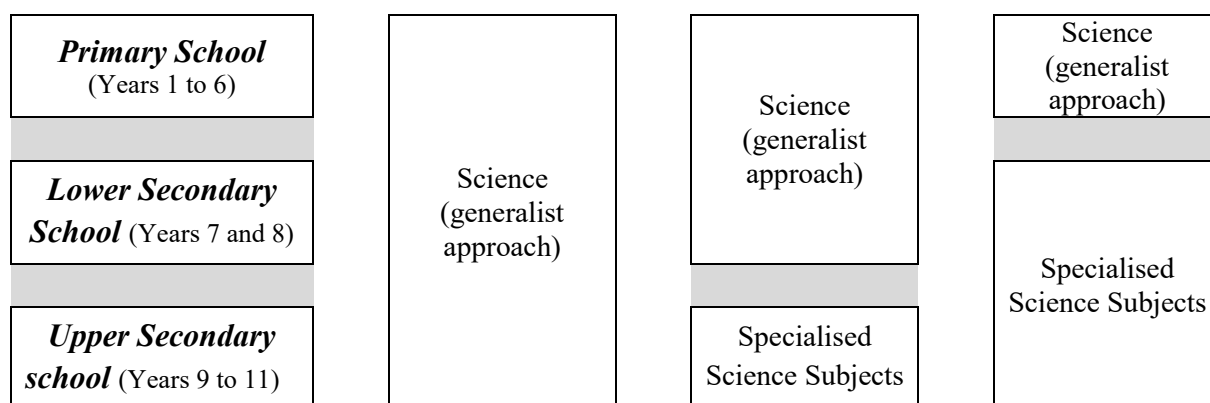 Primary School
(Years 1 to 6)
Lower Secondary
School (Years 7 and 8)
Upper Secondary
school (Years 9 to 11)
Science
(generalist
approach)
Science
(generalist
approach)
Specialised
Science Subjects
Science
(generalist
approach)
Specialised
Science Subjects